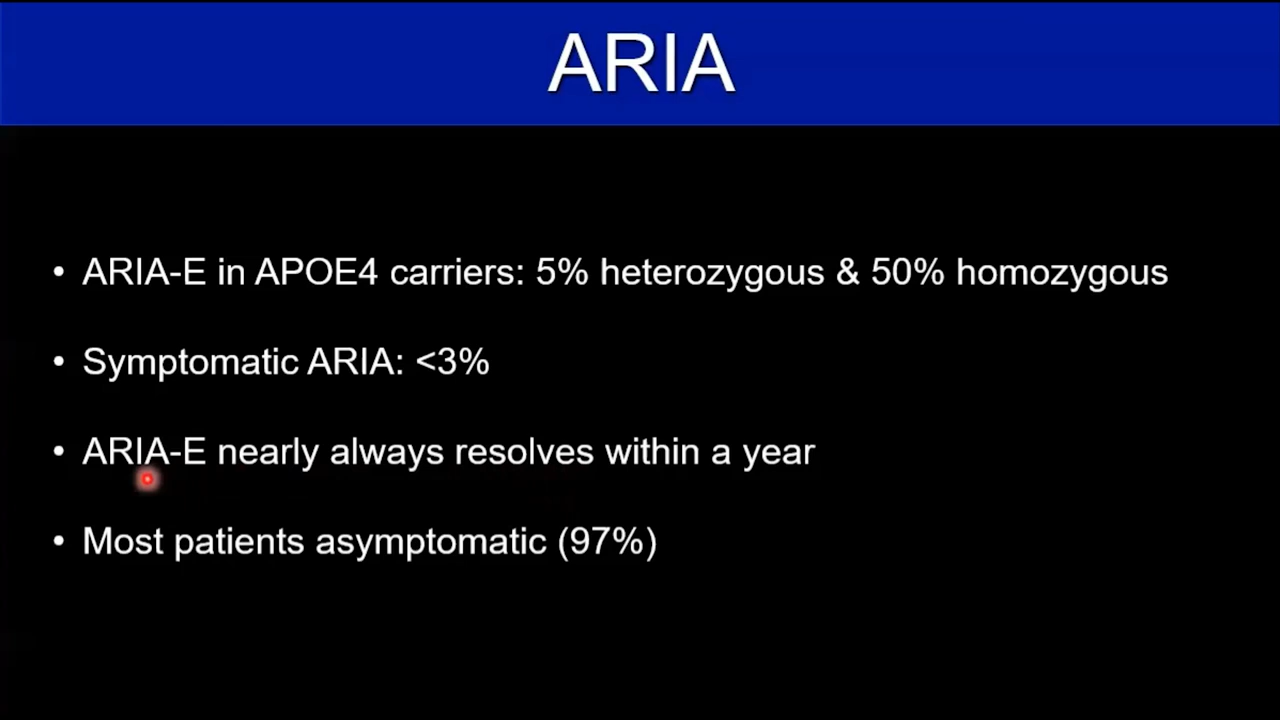 ARIA
• ARIA-E in APOE4 carriers: 5% heterozygous & 50% homozygous
• Symptomatic ARIA: <3%
• ARIA-E nearly always resolves within a year
• Most patients asymptomatic (97%)